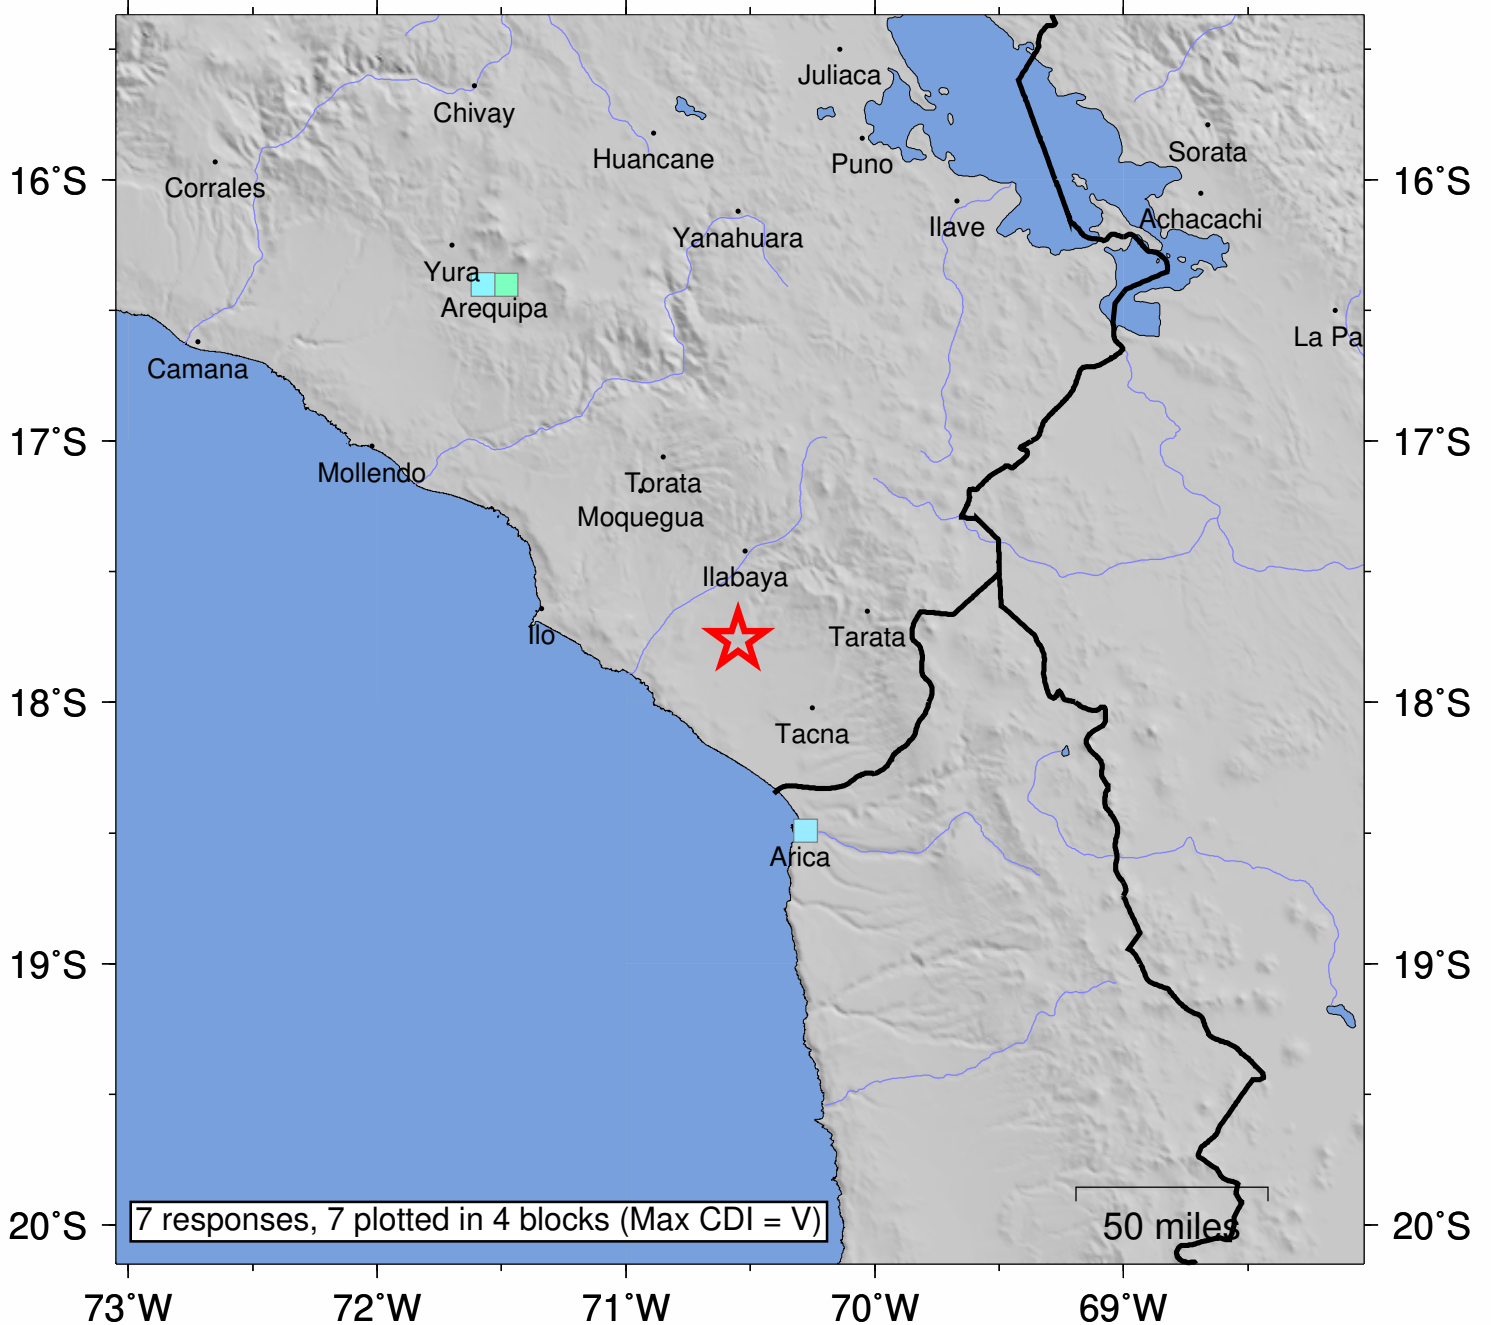 Juliaca
Chivay
Huancane
Puno
Sorata
16°S
16°S
Corrales
Achacachi
Ilave
Yanahuara
Yura
Arequipa
La Pa
Camana
17°S
17°S
Mollendo
Torata
Moquegua
Ilabaya
Ilo
Tarata
18°S
18°S
Tacna
Arica
19°S
19°S
7 responses, 7 plotted in 4 blocks (Max CDI = V)
50 miles
20°S
20°S
73°W 72°W 71°W 70°W 69°W